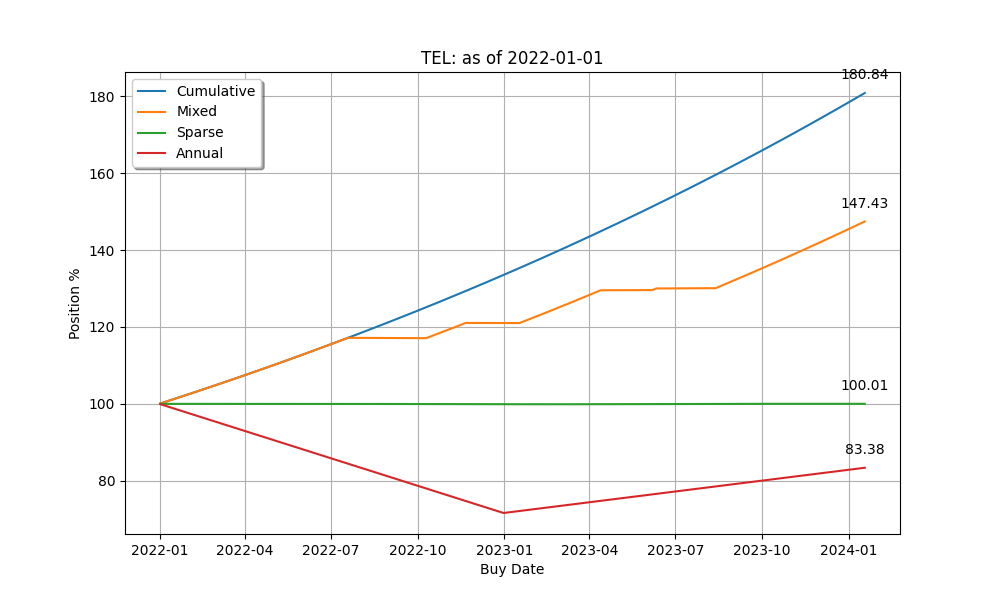 TEL: as of 2022-01-01
180.84
Cumulative
Mixed
Sparse
Annual
180
160
147.43
140
120
100.01
100
83.38
80
Position %
2022-01
2022-04
2022-07
2022-10
2023-01
2023-04
2023-07
2023-10
2024-01
Buy Date